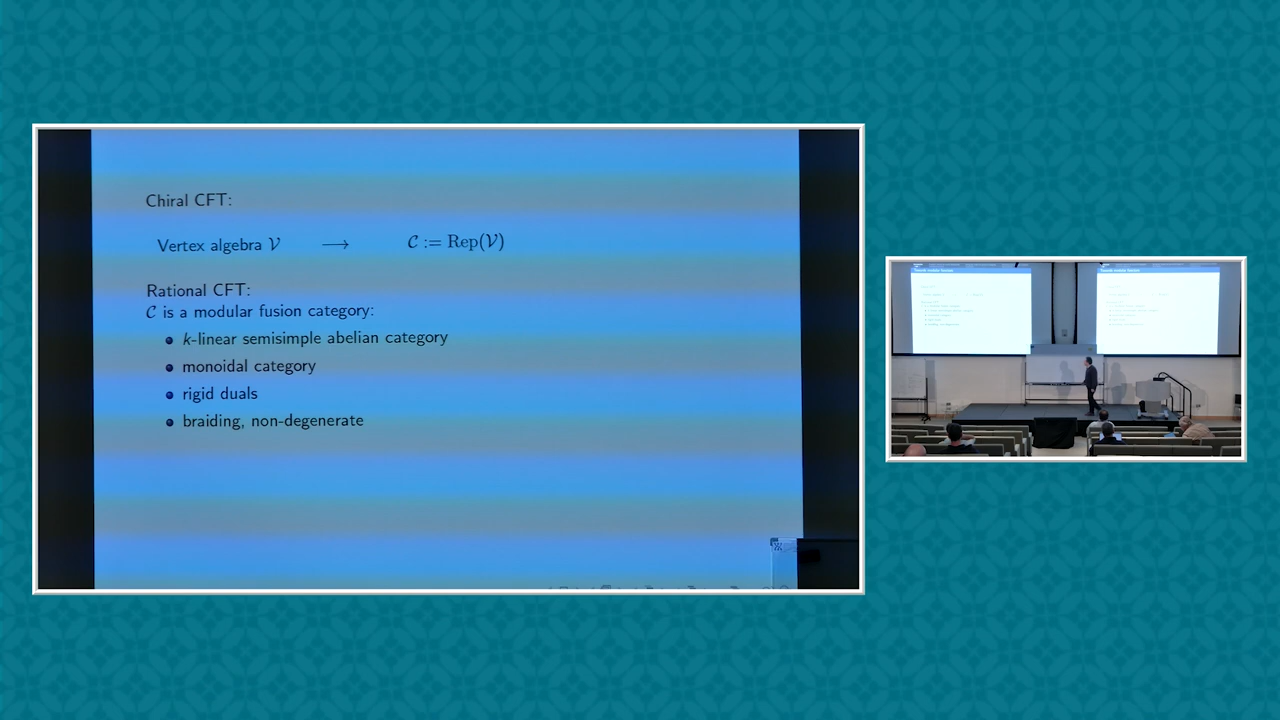 Chiral CFT:
Vertex algebra 𝒱 ⟶ 𝒞 := Rep(𝒱)
Rational CFT:
𝒞 is a modular fusion category:
k-linear semisimple abelian category
monoidal category
rigid duals
braiding, non-degenerate